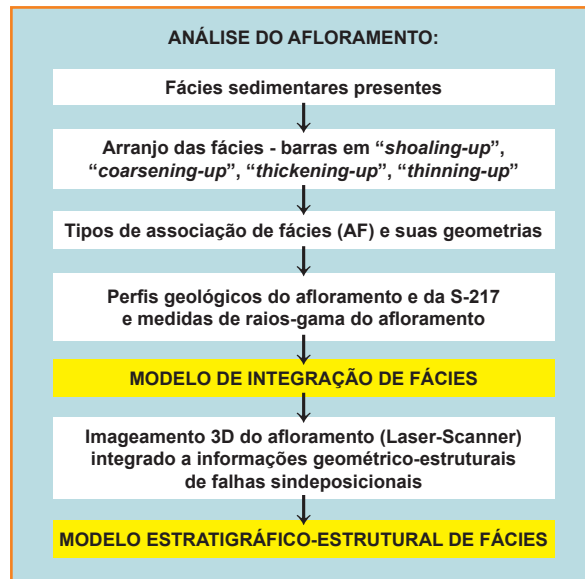 ANÁLISE DO AFLORAMENTO:
Fácies sedimentares presentes
Arranjo das fácies - barras em “shoaling-up”,
“coarsening-up”, “thickening-up”, “thinning-up”
Tipos de associação de fácies (AF) e suas geometrias
Perfis geológicos do afloramento e da S-217
e medidas de raios-gama do afloramento
MODELO DE INTEGRAÇÃO DE FÁCIES
Imageamento 3D do afloramento (Laser-Scanner)
integrado a informações geométrico-estruturais
de falhas sindeposicionais
MODELO ESTRATIGRÁFICO-ESTRUTURAL DE FÁCIES